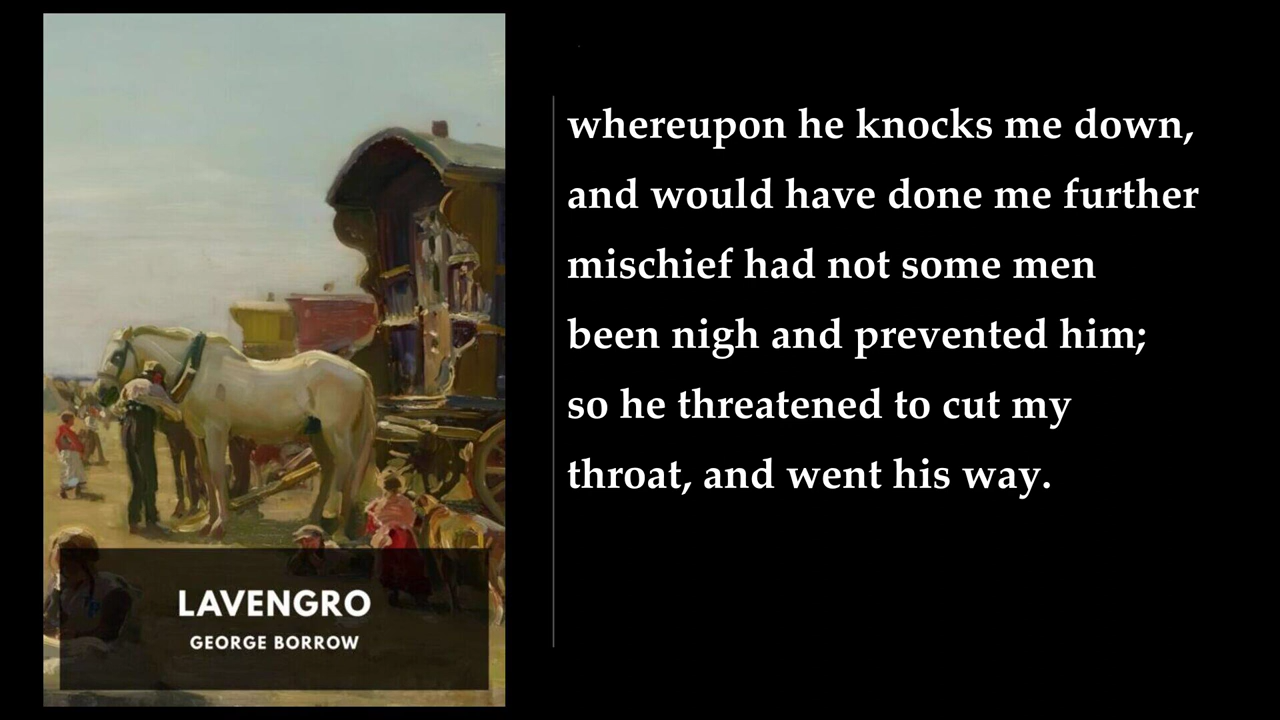 LAVENGRO
GEORGE BORROW
whereupon he knocks me down,
and would have done me further
mischief had not some men
been nigh and prevented him;
so he threatened to cut my
throat, and went his way.